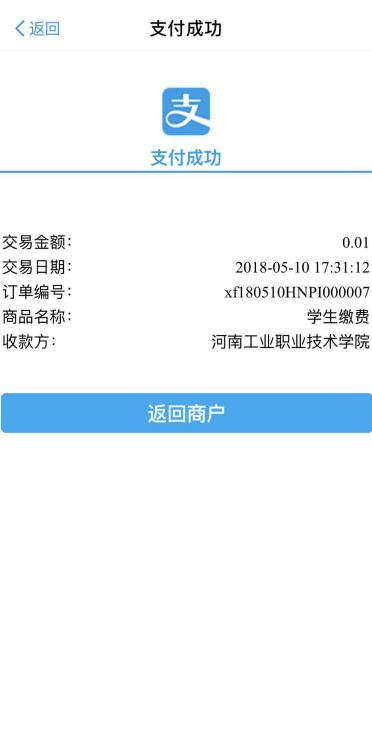 返回 支付成功
支
支付成功
交易金额： 0.01
交易日期： 2018-05-10 17:31:12
订单编号： xf180510HNPI000007
商品名称： 学生缴费
收款方： 河南工业职业技术学院
返回商户